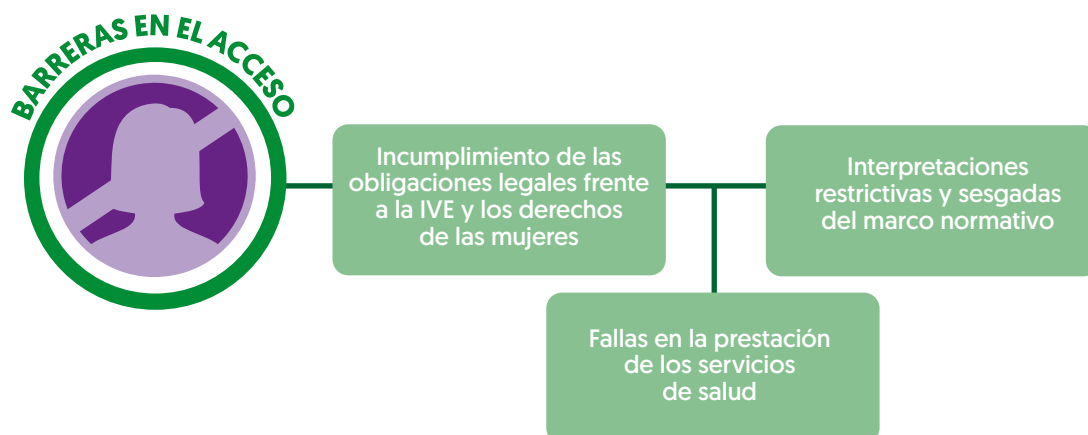 BARRERAS EN EL ACCESO
Incumplimiento de las
obligaciones legales frente
a la IVE y los derechos
de las mujeres
Interpretaciones
restrictivas y sesgadas
del marco normativo
Fallas en la prestación
de los servicios
de salud